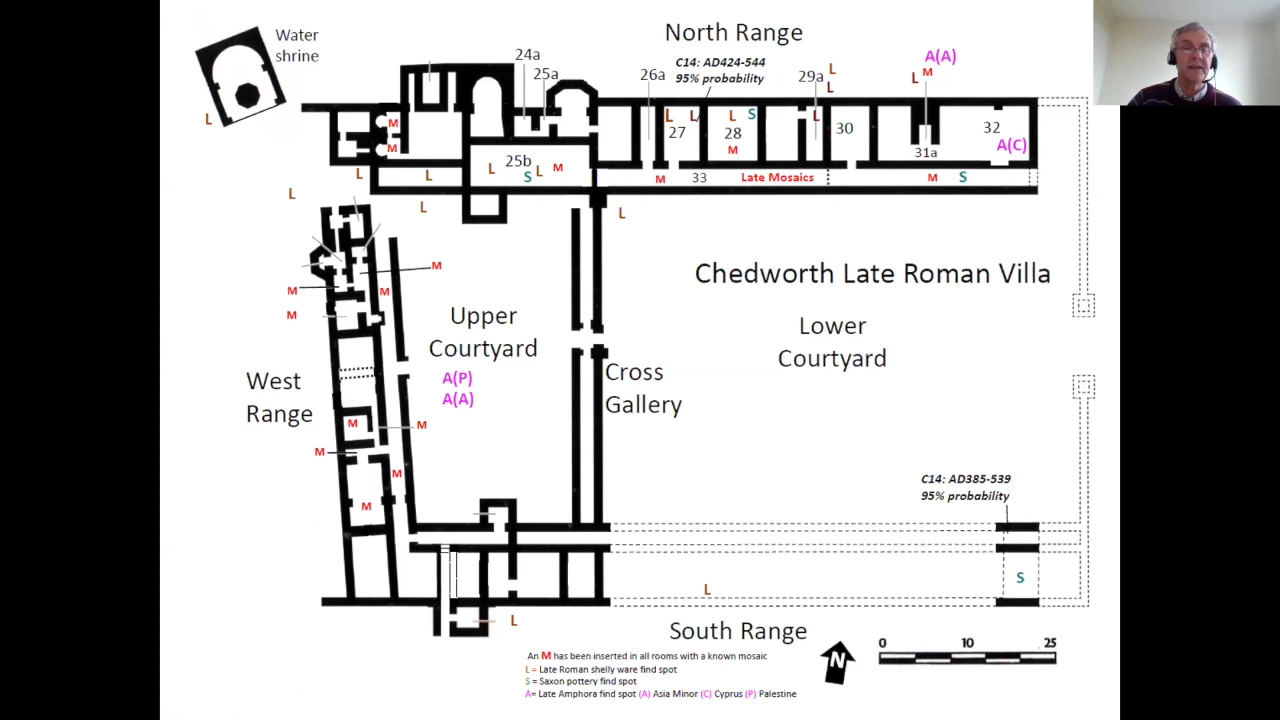 Water
shrine
North Range
24a
25a
C14: AD424-544
95% probability
26a
29a
L
L
A(A)
L
M
L
M
M
L
L
27
L
28
M
S
L
30
31a
32
A(C)
L
L
25b
L
S
L
M
M
33
Late Mosaics
M
S
L
L
L
M
M
M
M
Chedworth Late Roman Villa
Upper
Courtyard
Lower
Courtyard
A(P)
A(A)
West
Range
Cross
Gallery
M
M
M
M
M
C14: AD385-539
95% probability
S
L
L
South Range
0 10 25
N
An M has been inserted in all rooms with a known mosaic
L = Late Roman shelly ware find spot
S = Saxon pottery find spot
A= Late Amphora find spot (A) Asia Minor (C) Cyprus (P) Palestine